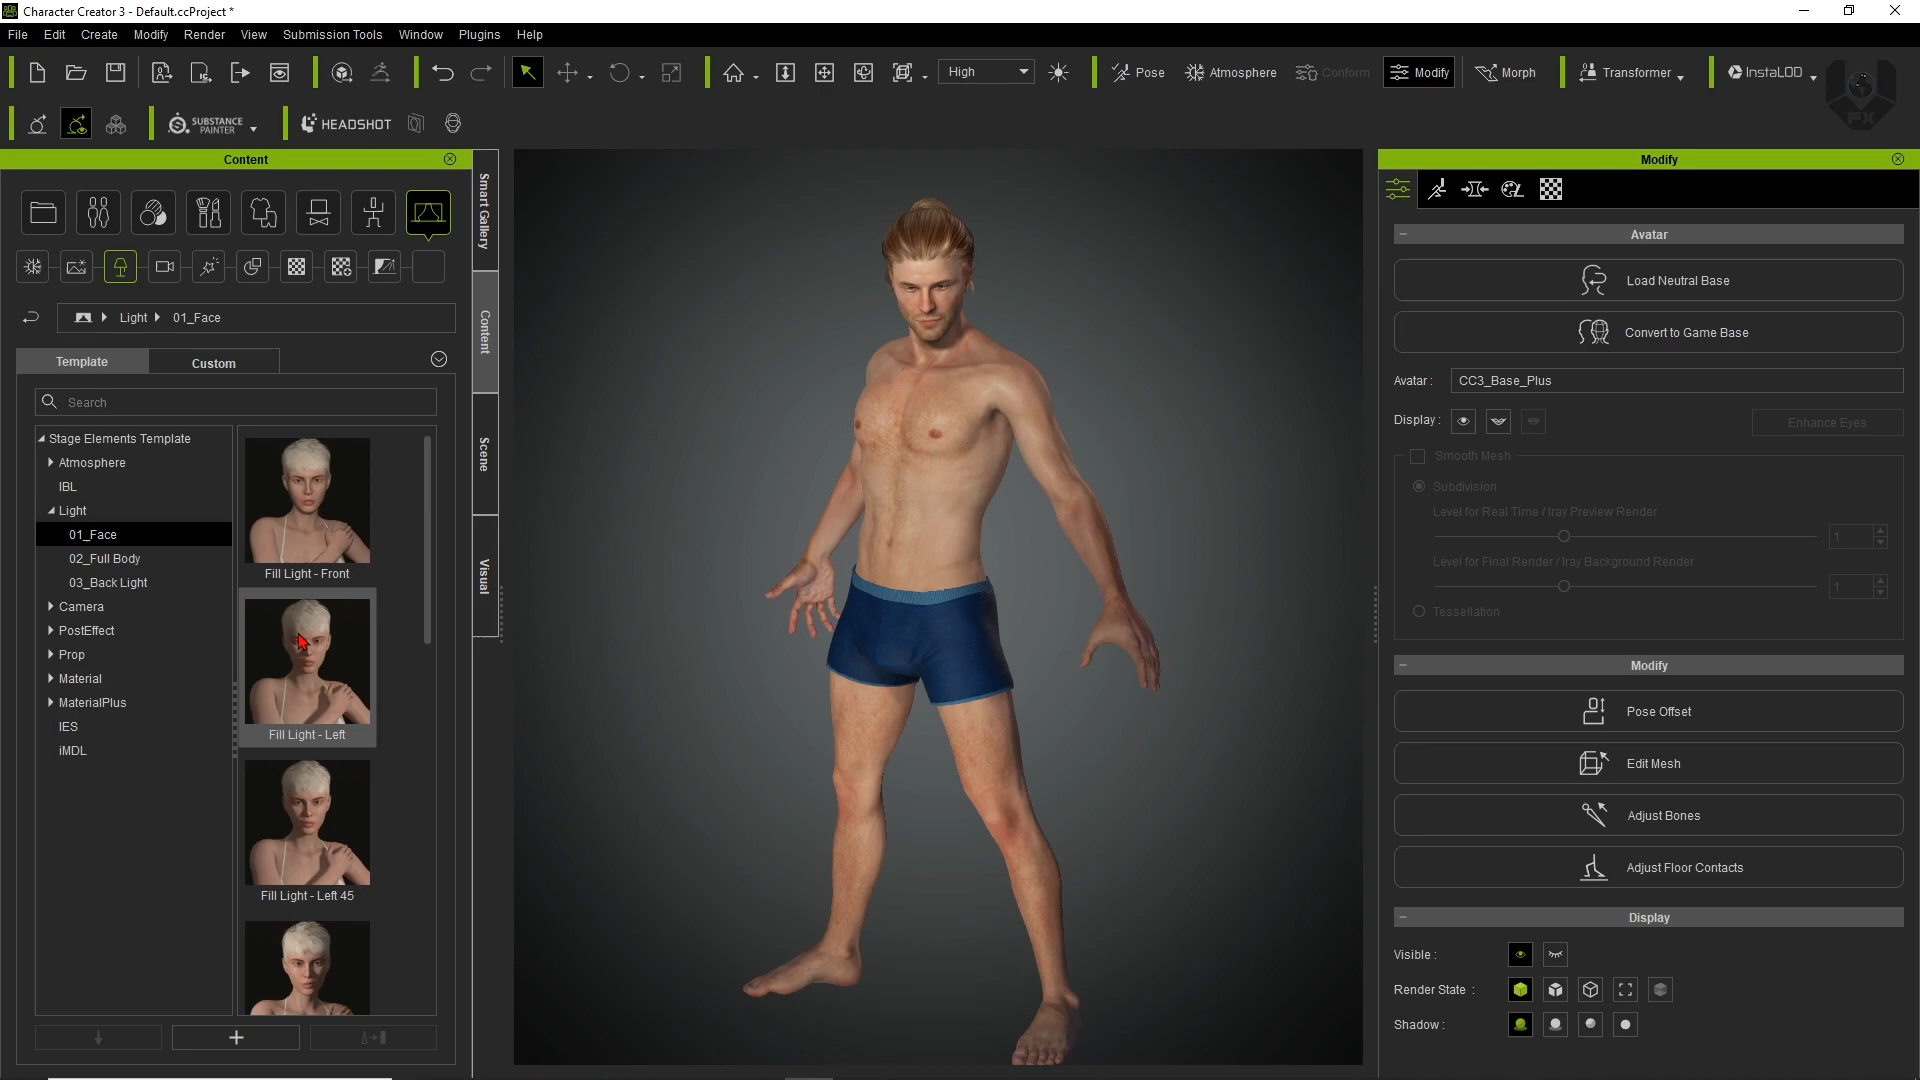 Character Creator 3 - Default.ccProject *
File Edit Create Modify Render View Submission Tools Window Plugins Help
High Pose Atmosphere Conform Modify Morph Transformer InstaLOD
SUBSTANCE PAINTER HEADSHOT
FX
Content
Smart Gallery
Content
Scene
Visual
Light 01_Face
Template Custom
Search
Stage Elements Template
Atmosphere
IBL
Light
01_Face
02_Full Body
03_Back Light
Camera
PostEffect
Prop
Material
MaterialPlus
IES
iMDL
Fill Light - Front
Fill Light - Left
Fill Light - Left 45
Modify
Avatar
Load Neutral Base
Convert to Game Base
Avatar : CC3_Base_Plus
Display : Enhance Eyes
Smooth Mesh
Subdivision
Level for Real Time / Iray Preview Render
1
Level for Final Render / Iray Background Render
1
Tessellation
Modify
Pose Offset
Edit Mesh
Adjust Bones
Adjust Floor Contacts
Display
Visible :
Render State :
Shadow :